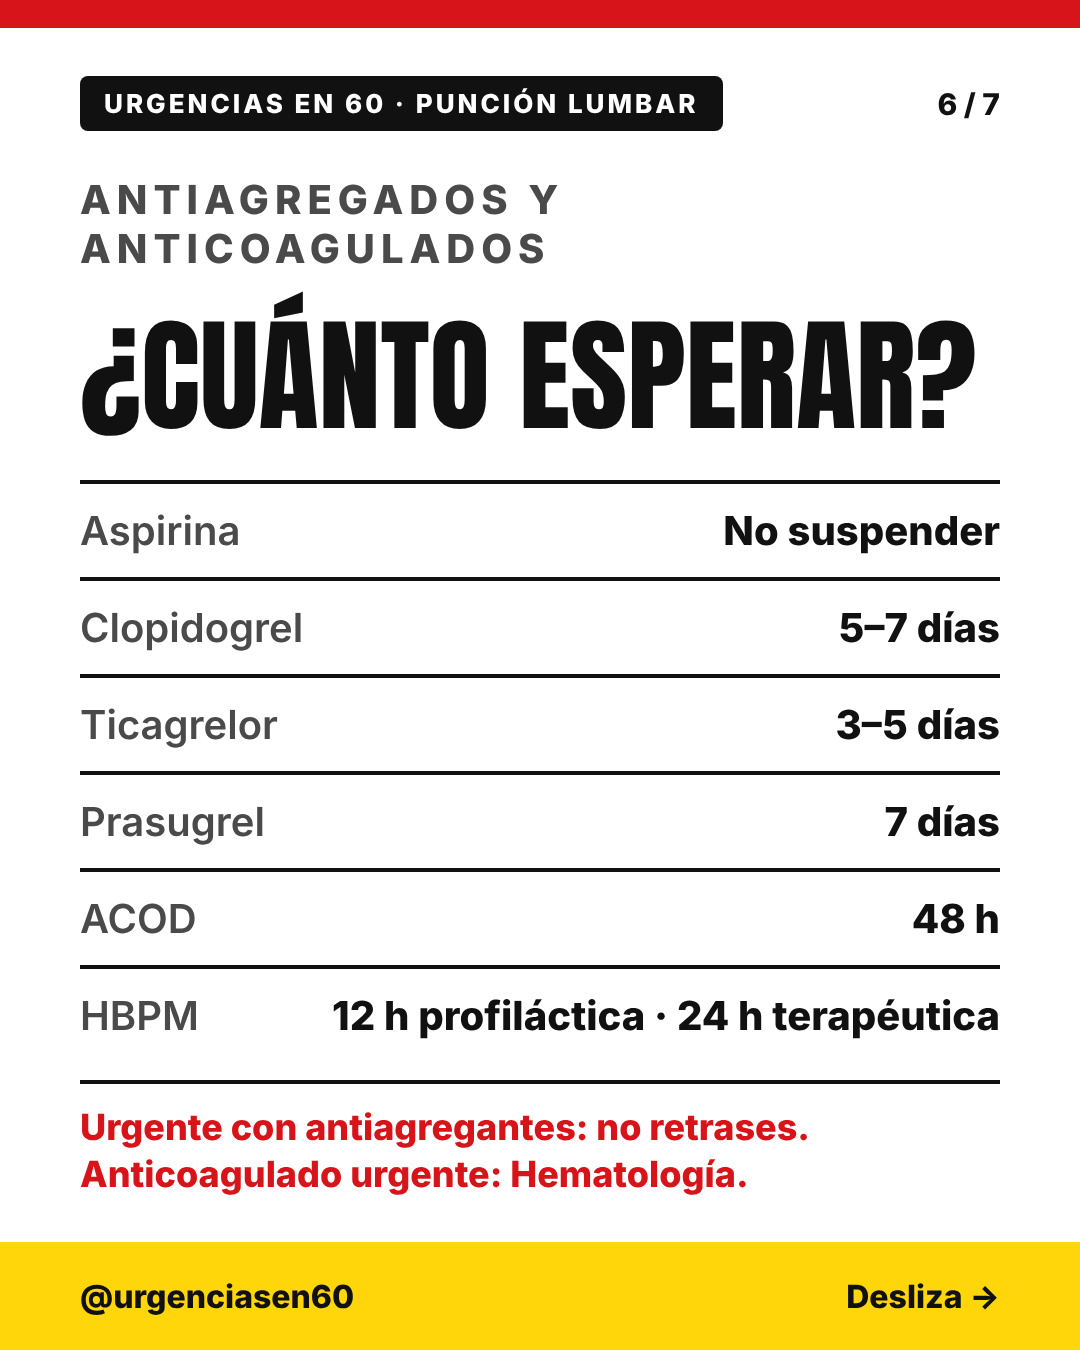 URGENCIAS EN 60 · PUNCIÓN LUMBAR
6 / 7
ANTIAGREGADOS Y
ANTICOAGULADOS
¿CUÁNTO ESPERAR?
Aspirina No suspender
Clopidogrel 5–7 días
Ticagrelor 3–5 días
Prasugrel 7 días
ACOD 48 h
HBPM 12 h profiláctica · 24 h terapéutica
Urgente con antiagregantes: no retrases.
Anticoagulado urgente: Hematología.
@urgenciasen60 Desliza →